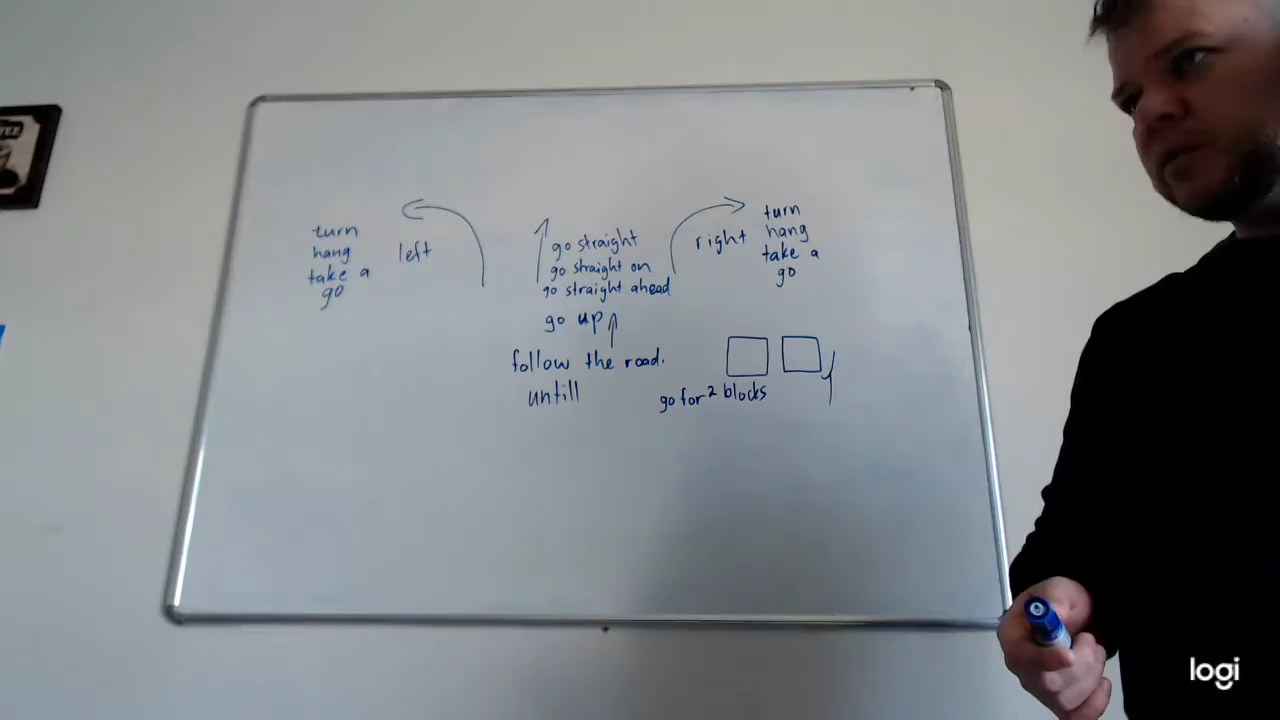 turn
hang
take a
go
left
go straight
go straight on
go straight ahead
go up
follow the road.
untill
right
turn
hang
take a
go
go for 2 blocks
logi